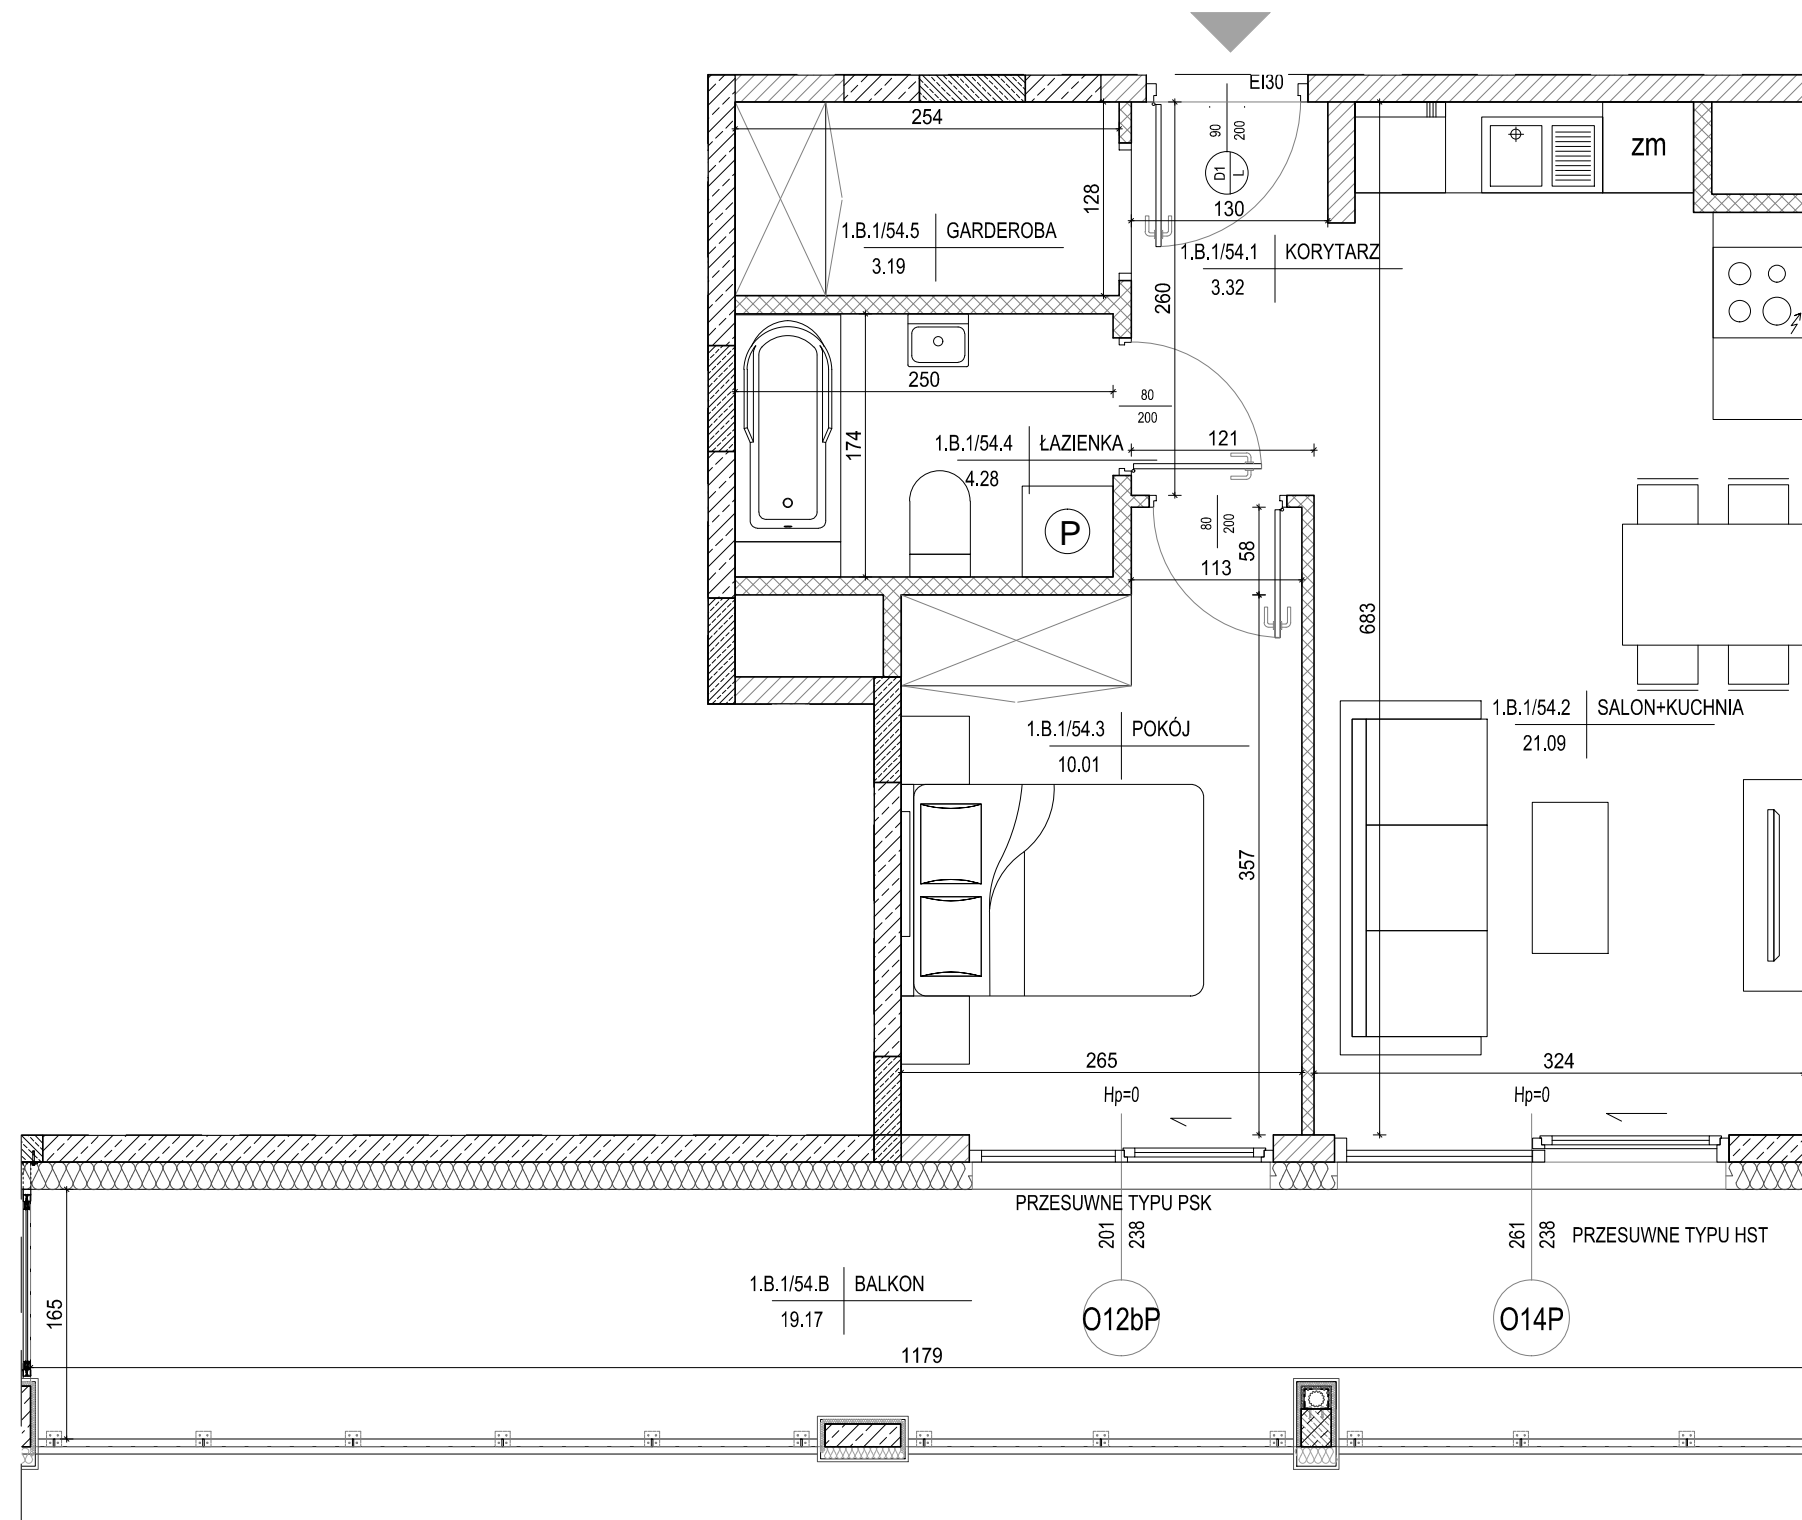 EI30
254
90
200
zm
D1
L
128
130
1.B.1/54.5 GARDEROBA
3.19
1.B.1/54.1 KORYTARZ
3.32
260
250
80
200
174
1.B.1/54.4 ŁAZIENKA
4.28
121
P
80
200
58
113
683
1.B.1/54.3 POKÓJ
10.01
1.B.1/54.2 SALON+KUCHNIA
21.09
357
265
324
Hp=0
Hp=0
PRZESUWNE TYPU PSK
201
238
261
238
PRZESUWNE TYPU HST
1.B.1/54.B BALKON
19.17
165
O12bP
O14P
1179